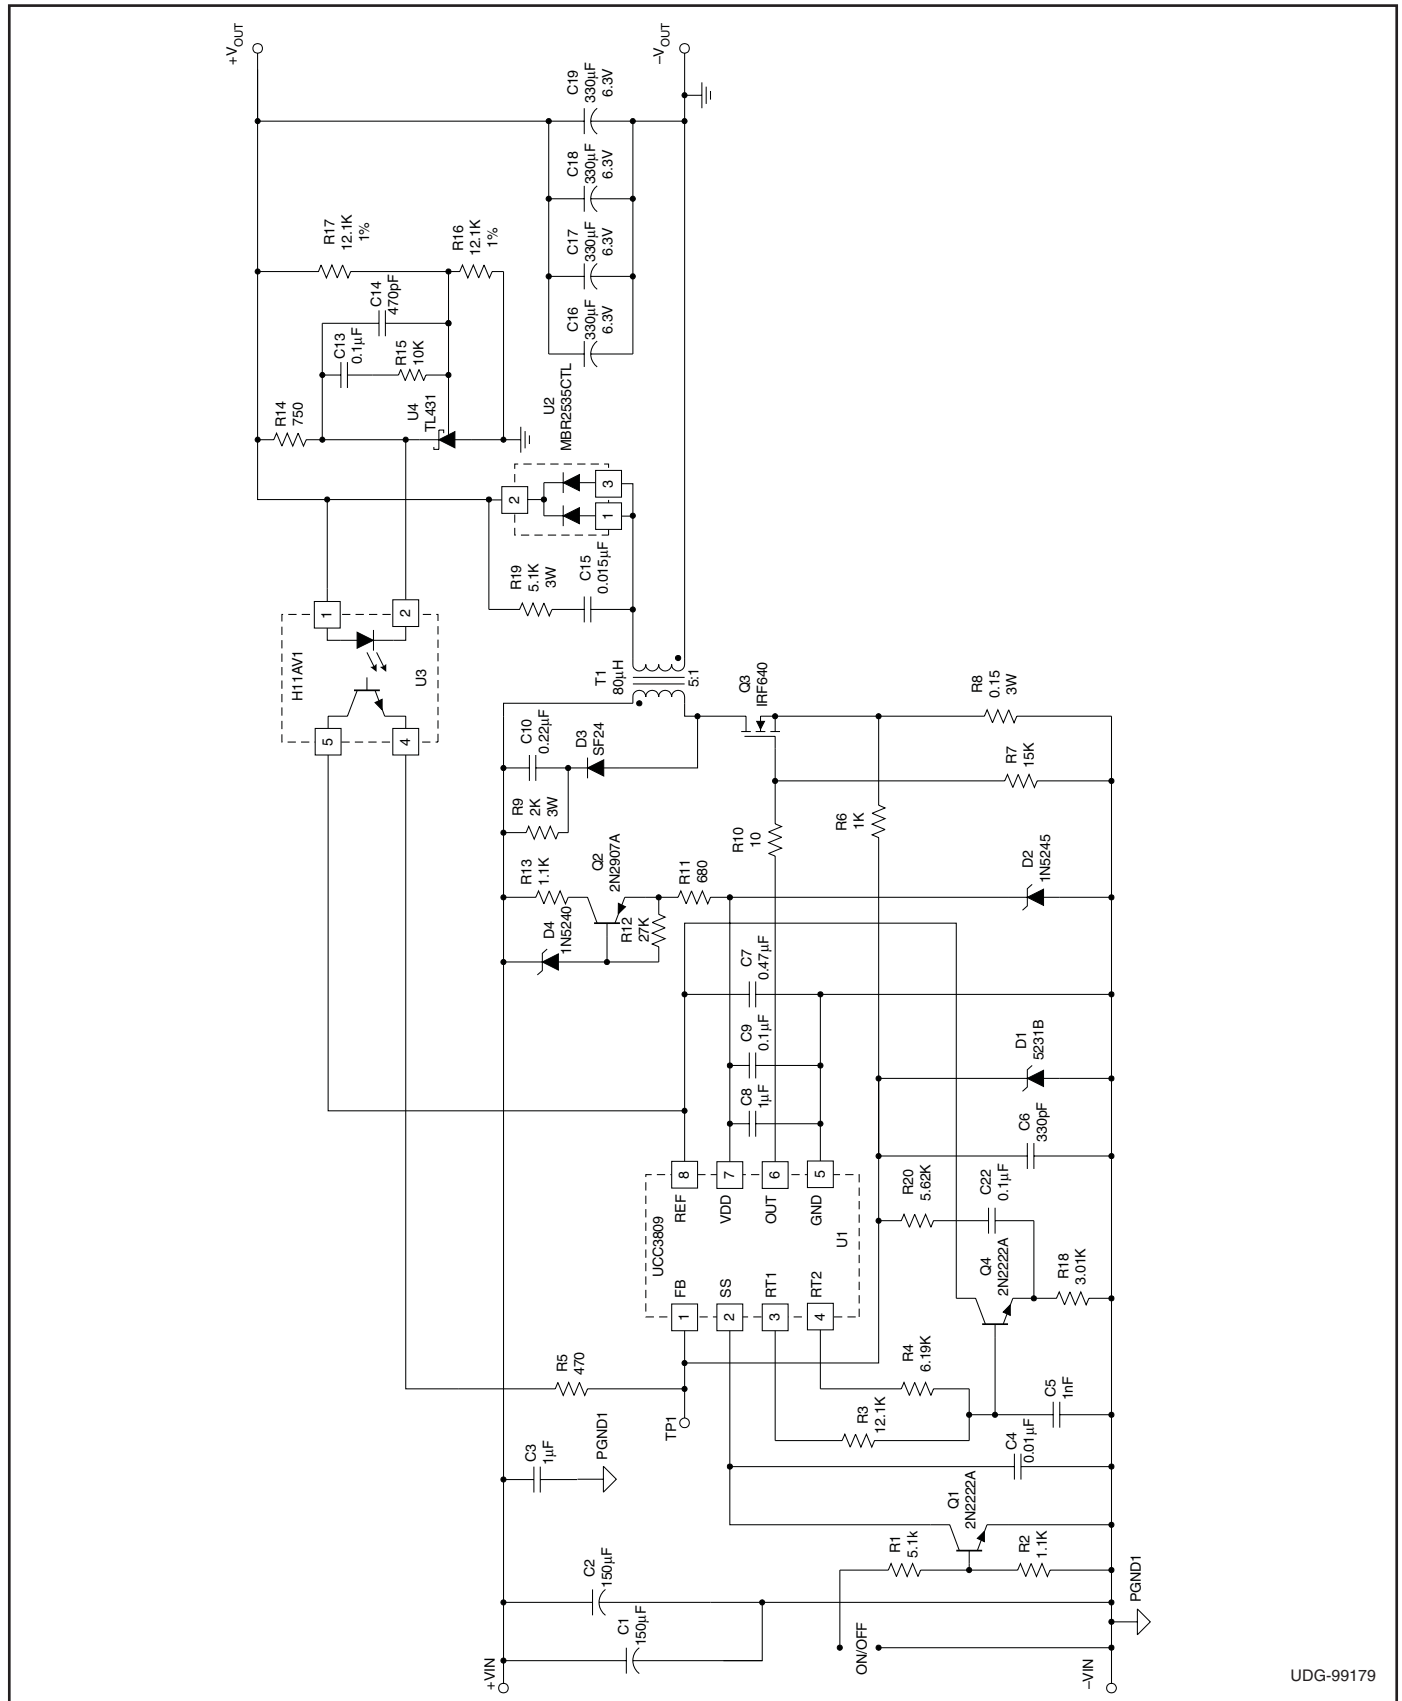 +VOUT
–VOUT
C19
330µF
6.3V
C18
330µF
6.3V
C17
330µF
6.3V
C16
330µF
6.3V
R17
12.1K
1%
R16
12.1K
1%
C14
470pF
C13
0.1µF
R15
10K
R14
750
U4
TL431
U2
MBR2535CTL
2
3
1
R19
5.1K
3W
C15
0.015µF
H11AV1
U3
1
2
5
4
T1
80µH
5:1
Q3
IRF640
R8
0.15
3W
R7
15K
C10
0.22µF
D3
SF24
R9
2K
3W
R13
1.1K
Q2
2N2907A
R11
680
R12
27K
D4
1N5240
R10
10
R6
1K
D2
1N5245
C7
0.47µF
C9
0.1µF
C8
1µF
D1
5231B
C6
330pF
R20
5.62K
C22
0.1µF
Q4
2N2222A
R18
3.01K
UCC3809
U1
8
REF
7
VDD
6
OUT
5
GND
1
FB
2
SS
3
RT1
4
RT2
R5
470
TP1
R4
6.19K
R3
12.1K
C5
1nF
C4
0.01µF
C3
1µF
PGND1
Q1
2N2222A
R1
5.1k
R2
1.1K
C2
150µF
C1
150µF
ON/OFF
PGND1
+VIN
–VIN
UDG-99179